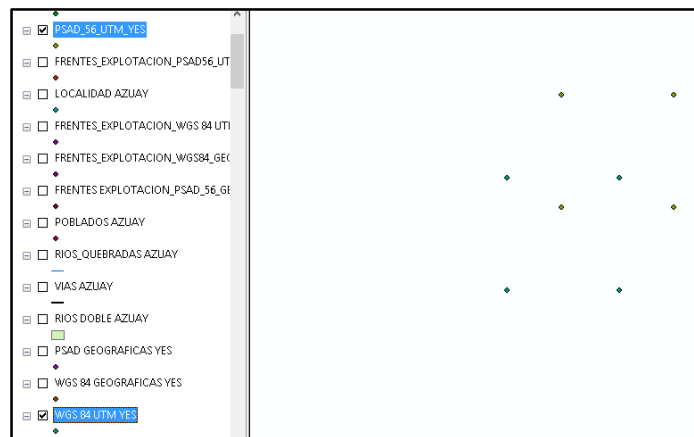 PSAD_56_UTM_YES
FRENTES_EXPLOTACION_PSAD56_UT
LOCALIDAD AZUAY
FRENTES_EXPLOTACION_WGS 84 UTI
FRENTES_EXPLOTACION_WGS84_GEO
FRENTES EXPLOTACION_PSAD_56_GE
POBLADOS AZUAY
RIOS_QUEBRADAS AZUAY
VIAS AZUAY
RIOS DOBLE AZUAY
PSAD GEOGRAFICAS YES
WGS 84 GEOGRAFICAS YES
WGS 84 UTM YES